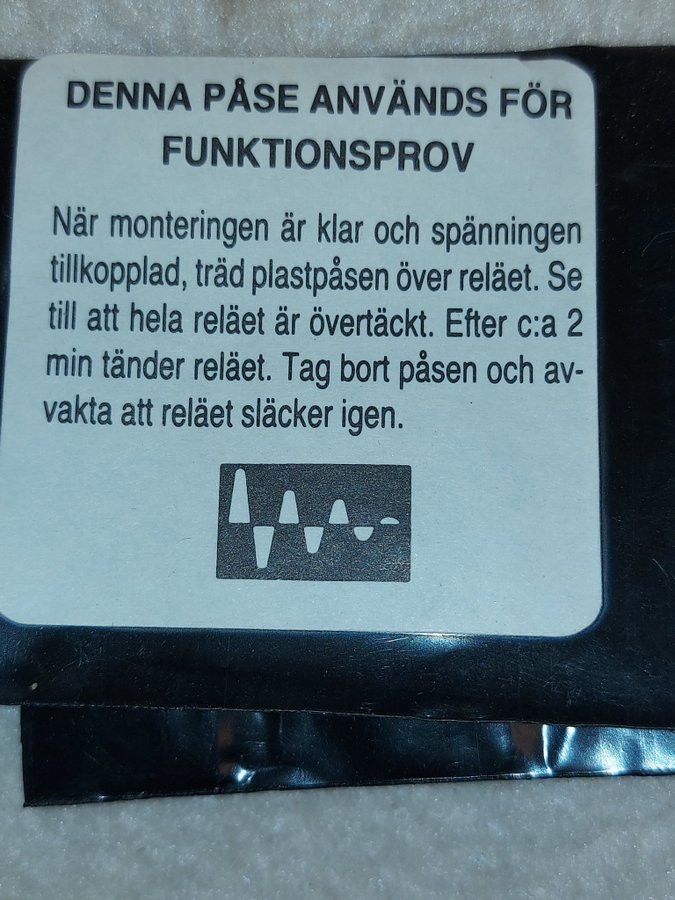 DENNA PÅSE ANVÄNDS FÖR
FUNKTIONSPROV
När monteringen är klar och spänningen
tillkopplad, träd plastpåsen över reläet. Se
till att hela reläet är övertäckt. Efter c:a 2
min tänder reläet. Tag bort påsen och av-
vakta att reläet släcker igen.